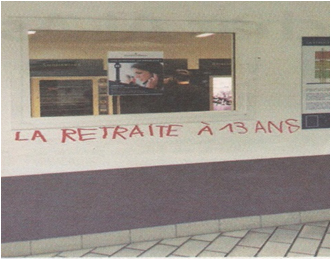 LA RETRAITE À 13 ANS